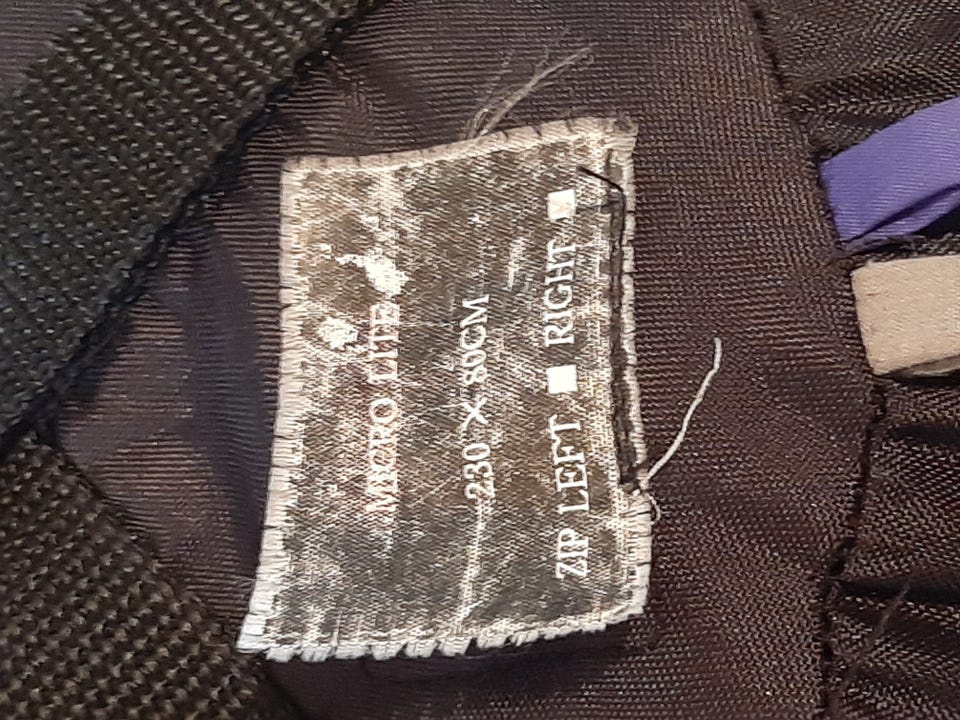 MICRO LITE
230 X 80CM
ZIP LEFT RIGHT